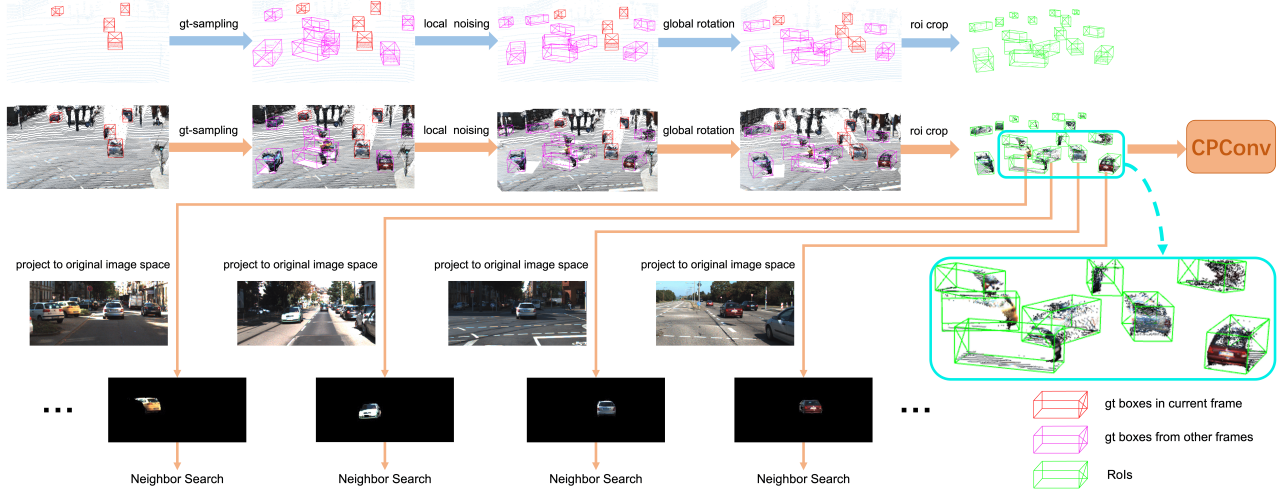 gt-sampling
local noising
global rotation
roi crop
gt-sampling
local noising
global rotation
roi crop
CPConv
project to original image space
project to original image space
project to original image space
project to original image space
...
...
gt boxes in current frame
gt boxes from other frames
RoIs
Neighbor Search
Neighbor Search
Neighbor Search
Neighbor Search